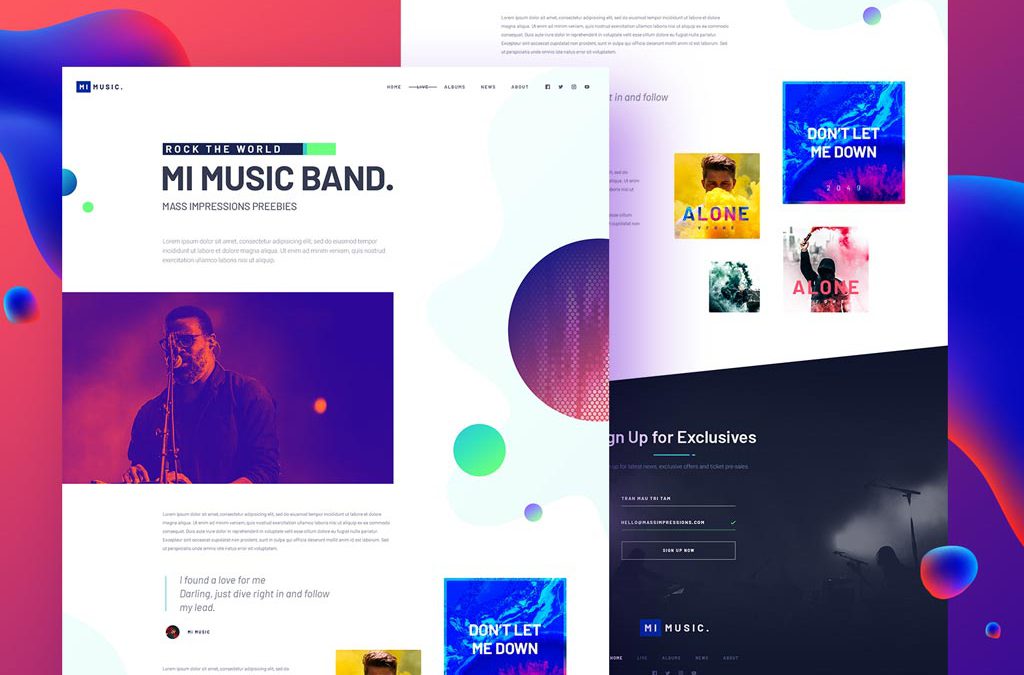 MI MUSIC.
HOME LIVE ALBUMS NEWS ABOUT
ROCK THE WORLD
MI MUSIC BAND.
MASS IMPRESSIONS PREEBIES
Lorem ipsum dolor sit amet, consectetur adipisicing elit, sed do eiusmod tempor
incididunt ut labore et dolore magna aliqua. Ut enim ad minim veniam, quis nostrud
exercitation ullamco laboris nisi ut aliquip.
Lorem ipsum dolor sit amet, consectetur adipisicing elit, sed do eiusmod tempor incididunt ut labore et dolore
magna aliqua. Ut enim ad minim veniam, quis nostrud exercitation ullamco laboris nisi ut aliquip ex ea commodo
consequat. Duis aute irure dolor in reprehenderit in voluptate velit esse cillum dolore eu fugiat nulla pariatur.
Excepteur sint occaecat cupidatat non proident, sunt in culpa qui officia deserunt mollit anim id est laborum. Sed
ut perspiciatis unde omnis iste natus error sit voluptatem.
I found a love for me
Darling, just dive right in and follow
my lead.
MI MUSIC
DON'T LET
ME DOWN
Lorem ipsum dolor sit amet, consectetur adipisicing elit, sed do
Lorem ipsum dolor sit amet, consectetur adipisicing elit, sed do eiusmod tempor incididunt ut labore et dolore
magna aliqua. Ut enim ad minim veniam, quis nostrud exercitation ullamco laboris nisi ut aliquip ex ea commodo
consequat. Duis aute irure dolor in reprehenderit in voluptate velit esse cillum dolore eu fugiat nulla pariatur.
Excepteur sint occaecat cupidatat non proident, sunt in culpa qui officia deserunt mollit anim id est laborum. Sed
ut perspiciatis unde omnis iste natus error sit voluptatem.
t in and follow
DON'T LET
ME DOWN
2049
ALONE
ALONE
gn Up for Exclusives
up for latest news, exclusive offers and ticket pre-sales
TRAN MAU TRI TAM
HELLO@MASSIMPRESSIONS.COM
SIGN UP NOW
MI MUSIC.
HOME LIVE ALBUMS NEWS ABOUT